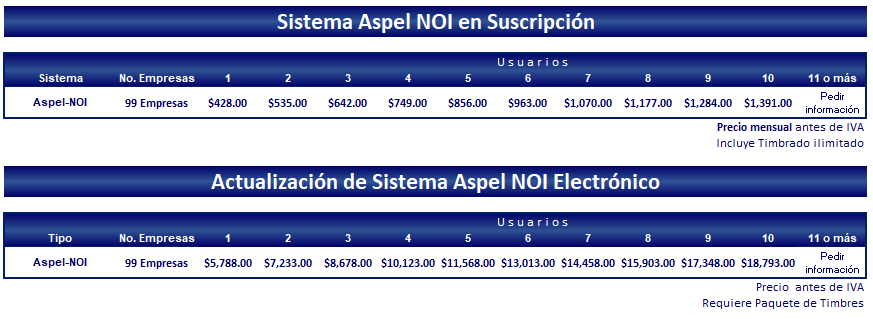 Sistema Aspel NOI en Suscripción
Usuarios
Sistema No. Empresas 1 2 3 4 5 6 7 8 9 10 11 o más
Aspel-NOI 99 Empresas $428.00 $535.00 $642.00 $749.00 $856.00 $963.00 $1,070.00 $1,177.00 $1,284.00 $1,391.00 Pedir
información
Precio mensual antes de IVA
Incluye Timbrado ilimitado
Actualización de Sistema Aspel NOI Electrónico
Usuarios
Tipo No. Empresas 1 2 3 4 5 6 7 8 9 10 11 o más
Aspel-NOI 99 Empresas $5,788.00 $7,233.00 $8,678.00 $10,123.00 $11,568.00 $13,013.00 $14,458.00 $15,903.00 $17,348.00 $18,793.00 Pedir
información
Precio antes de IVA
Requiere Paquete de Timbres